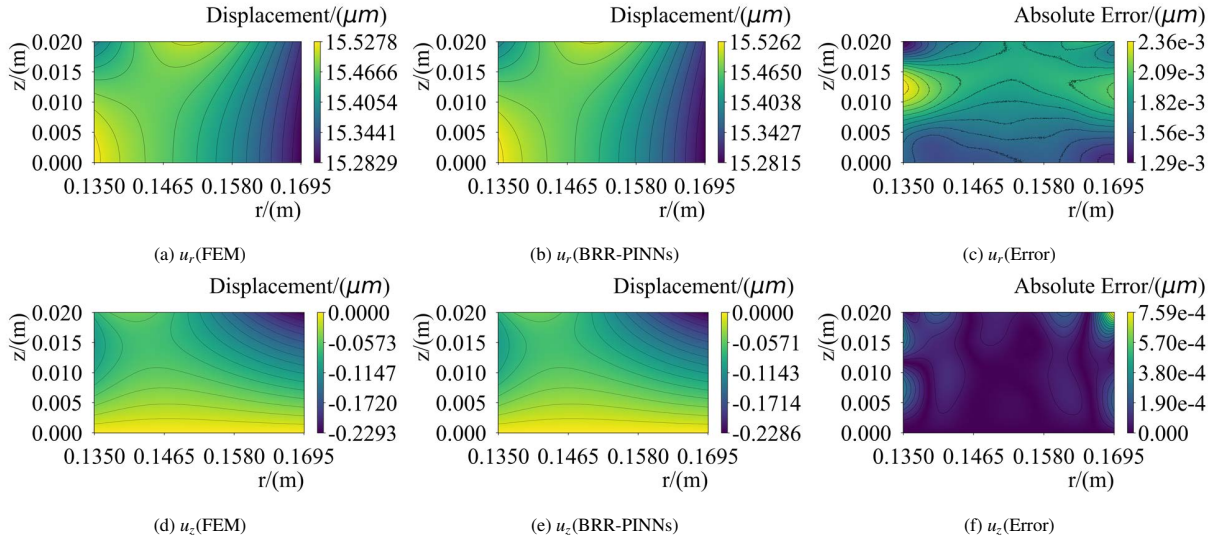 Displacement/(μm)
z/(m)
0.020
0.015
0.010
0.005
0.000
15.5278
15.4666
15.4054
15.3441
15.2829
0.1350 0.1465 0.1580 0.1695
r/(m)
(a) u_r(FEM)
Displacement/(μm)
z/(m)
0.020
0.015
0.010
0.005
0.000
15.5262
15.4650
15.4038
15.3427
15.2815
0.1350 0.1465 0.1580 0.1695
r/(m)
(b) u_r(BRR-PINNs)
Absolute Error/(μm)
z/(m)
0.020
0.015
0.010
0.005
0.000
2.36e-3
2.09e-3
1.82e-3
1.56e-3
1.29e-3
0.1350 0.1465 0.1580 0.1695
r/(m)
(c) u_r(Error)
Displacement/(μm)
z/(m)
0.020
0.015
0.010
0.005
0.000
0.0000
-0.0573
-0.1147
-0.1720
-0.2293
0.1350 0.1465 0.1580 0.1695
r/(m)
(d) u_z(FEM)
Displacement/(μm)
z/(m)
0.020
0.015
0.010
0.005
0.000
0.0000
-0.0571
-0.1143
-0.1714
-0.2286
0.1350 0.1465 0.1580 0.1695
r/(m)
(e) u_z(BRR-PINNs)
Absolute Error/(μm)
z/(m)
0.020
0.015
0.010
0.005
0.000
7.59e-4
5.70e-4
3.80e-4
1.90e-4
0.000
0.1350 0.1465 0.1580 0.1695
r/(m)
(f) u_z(Error)